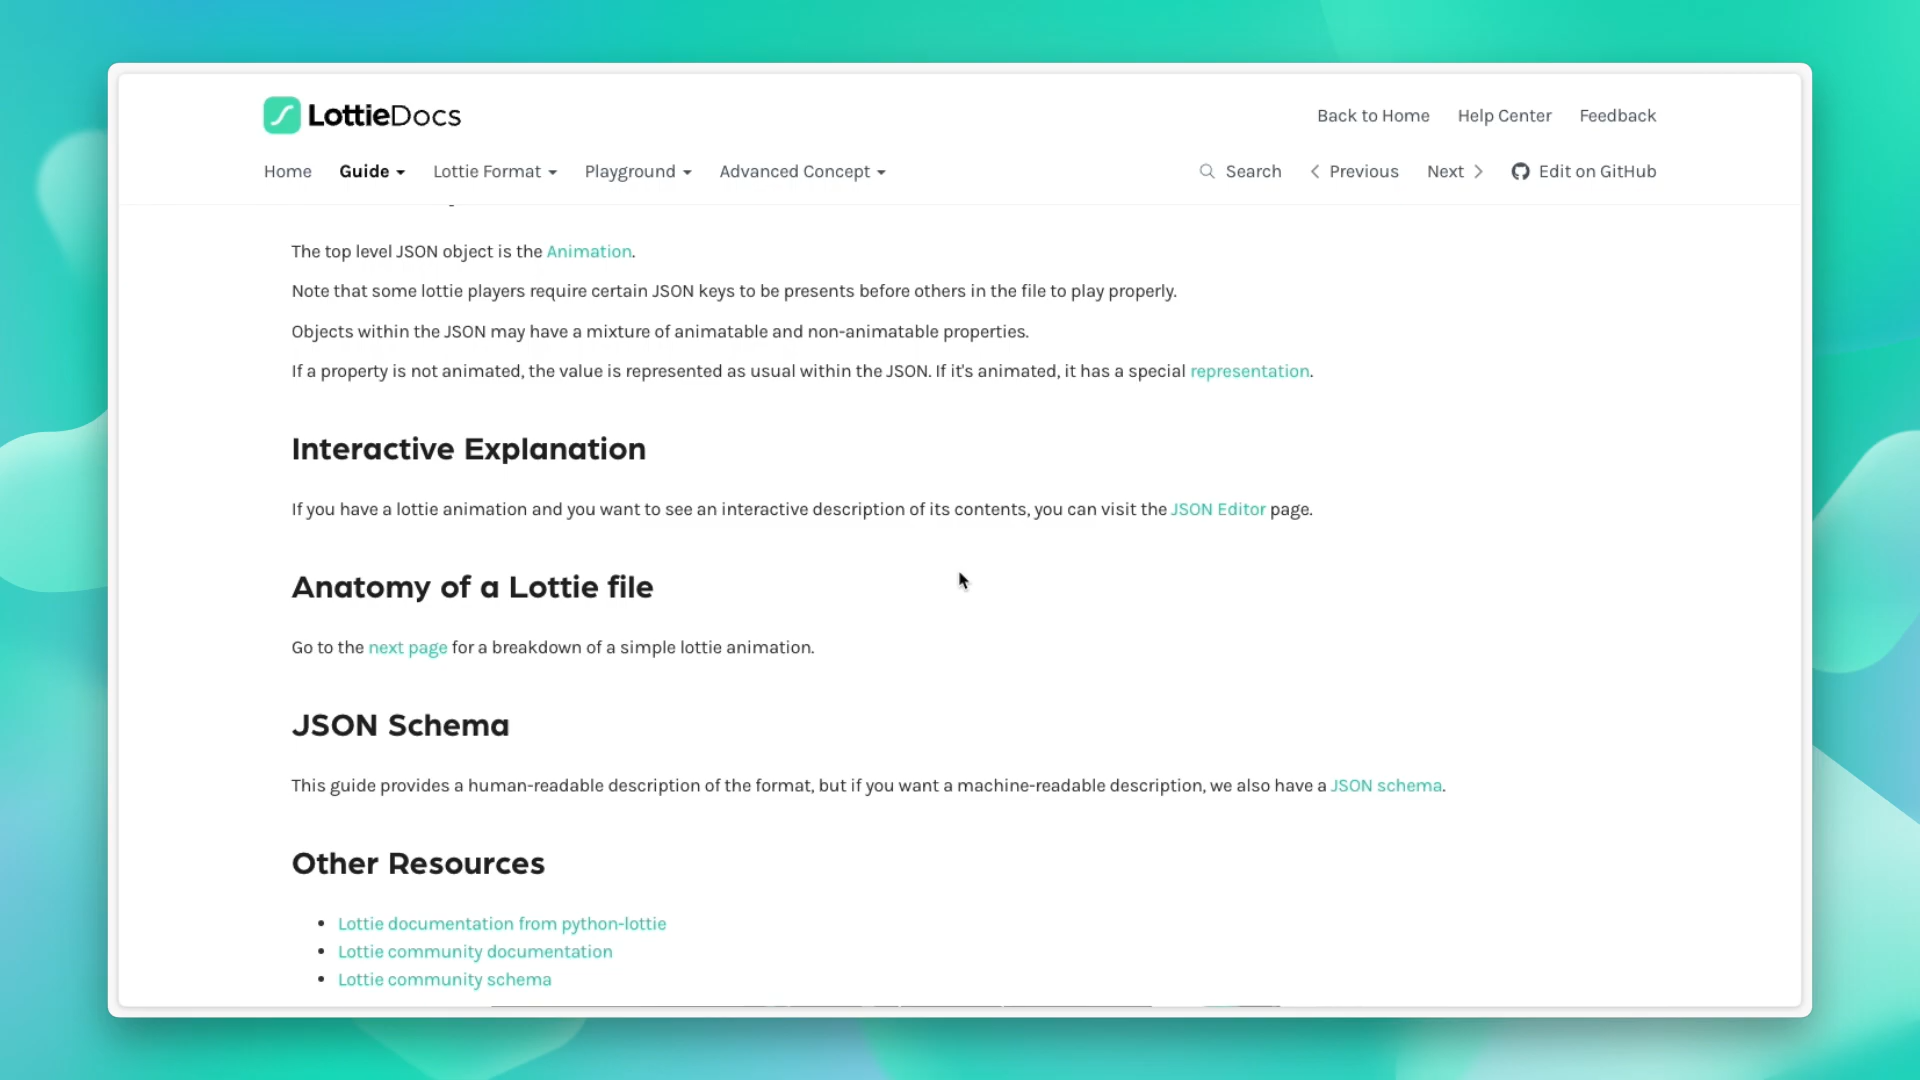 LottieDocs
Back to Home Help Center Feedback
Home Guide Lottie Format Playground Advanced Concept Search Previous Next Edit on GitHub
The top level JSON object is the Animation.
Note that some lottie players require certain JSON keys to be presents before others in the file to play properly.
Objects within the JSON may have a mixture of animatable and non-animatable properties.
If a property is not animated, the value is represented as usual within the JSON. If it's animated, it has a special representation.
Interactive Explanation
If you have a lottie animation and you want to see an interactive description of its contents, you can visit the JSON Editor page.
Anatomy of a Lottie file
Go to the next page for a breakdown of a simple lottie animation.
JSON Schema
This guide provides a human-readable description of the format, but if you want a machine-readable description, we also have a JSON schema.
Other Resources
• Lottie documentation from python-lottie
• Lottie community documentation
• Lottie community schema